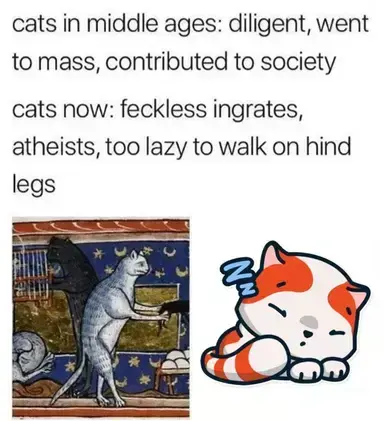 cats in middle ages: diligent, went
to mass, contributed to society
cats now: feckless ingrates,
atheists, too lazy to walk on hind
legs
ZZZ